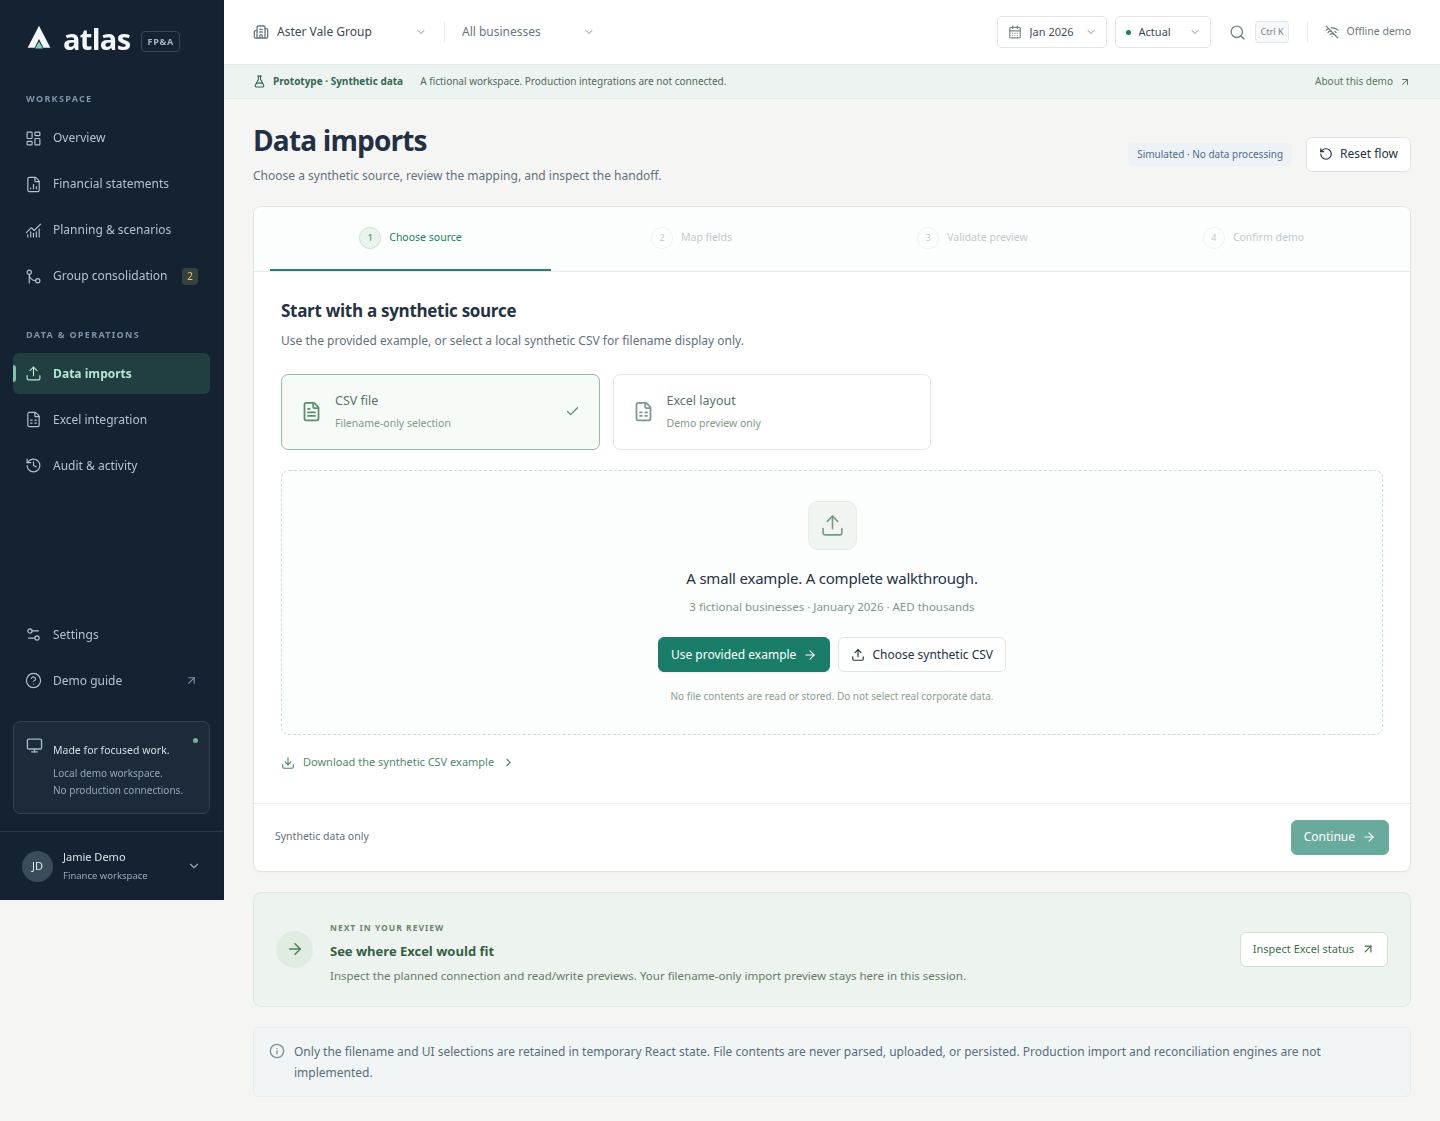 atlas FP&A
WORKSPACE
Overview
Financial statements
Planning & scenarios
Group consolidation 2
DATA & OPERATIONS
Data imports
Excel integration
Audit & activity
Settings
Demo guide
Made for focused work.
Local demo workspace.
No production connections.
JD
Jamie Demo
Finance workspace
Aster Vale Group All businesses Jan 2026 Actual Ctrl K Offline demo
Prototype · Synthetic data A fictional workspace. Production integrations are not connected. About this demo
Data imports
Choose a synthetic source, review the mapping, and inspect the handoff.
Simulated · No data processing Reset flow
1 Choose source 2 Map fields 3 Validate preview 4 Confirm demo
Start with a synthetic source
Use the provided example, or select a local synthetic CSV for filename display only.
CSV file
Filename-only selection
Excel layout
Demo preview only
A small example. A complete walkthrough.
3 fictional businesses · January 2026 · AED thousands
Use provided example Choose synthetic CSV
No file contents are read or stored. Do not select real corporate data.
Download the synthetic CSV example
Synthetic data only Continue
NEXT IN YOUR REVIEW
See where Excel would fit
Inspect the planned connection and read/write previews. Your filename-only import preview stays here in this session.
Inspect Excel status
Only the filename and UI selections are retained in temporary React state. File contents are never parsed, uploaded, or persisted. Production import and reconciliation engines are not
implemented.